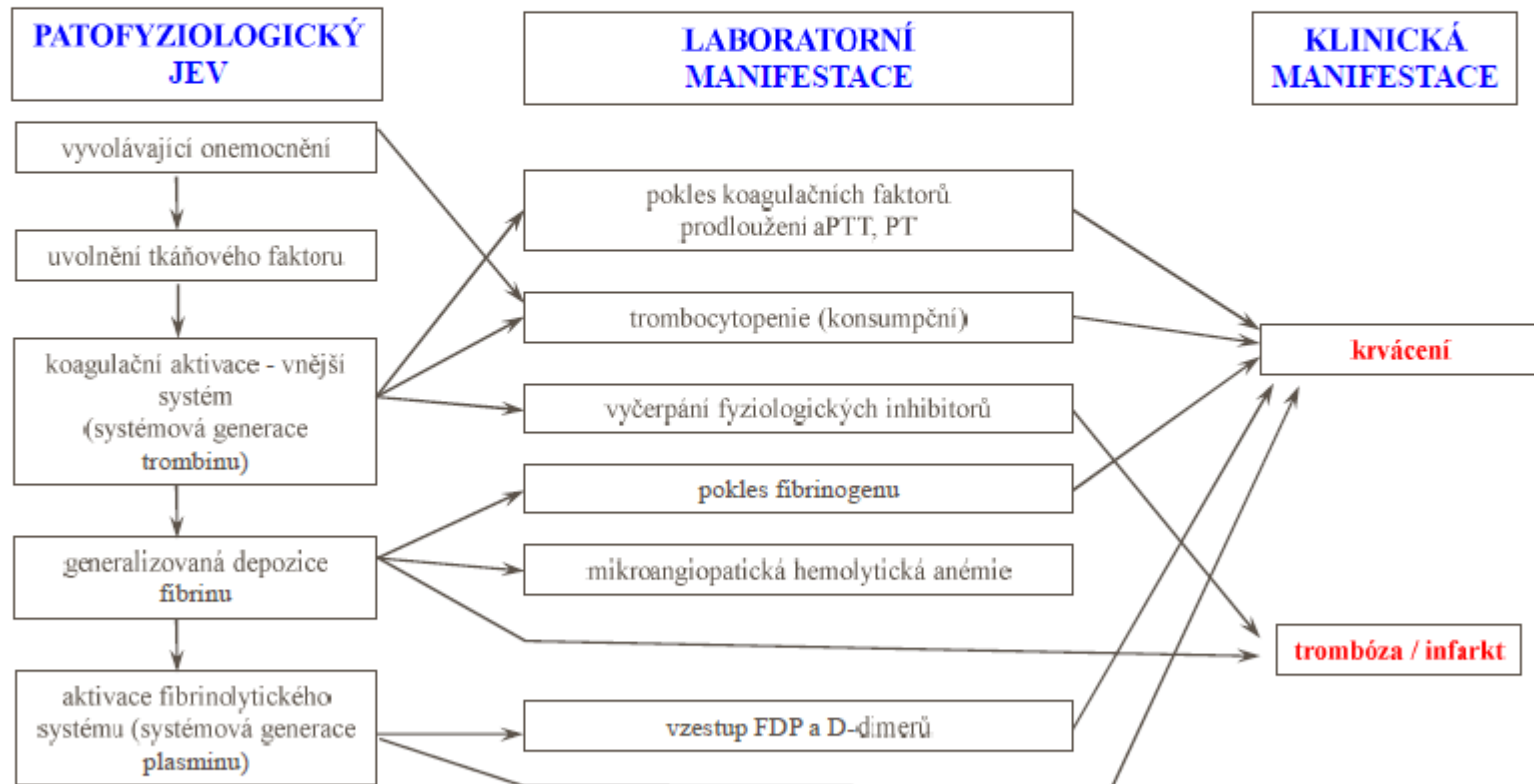 PATOFYZIOLOGICKÝ
JEV
LABORATORNÍ
MANIFESTACE
KLINICKÁ
MANIFESTACE
vyvolávající onemocnění
uvolnění tkáňového faktoru
koagulační aktivace - vnější
systém
(systémová generace
trombinu)
generalizovaná depozice
fibrinu
aktivace fibrinolytického
systému (systémová generace
plasminu)
pokles koagulačních faktorů
prodloužení aPTT, PT
trombocytopenie (konsumpční)
vyčerpání fyziologických inhibitorů
pokles fibrinogenu
mikroangiopatická hemolytická anémie
vzestup FDP a D-dimerů
krvácení
trombóza / infarkt